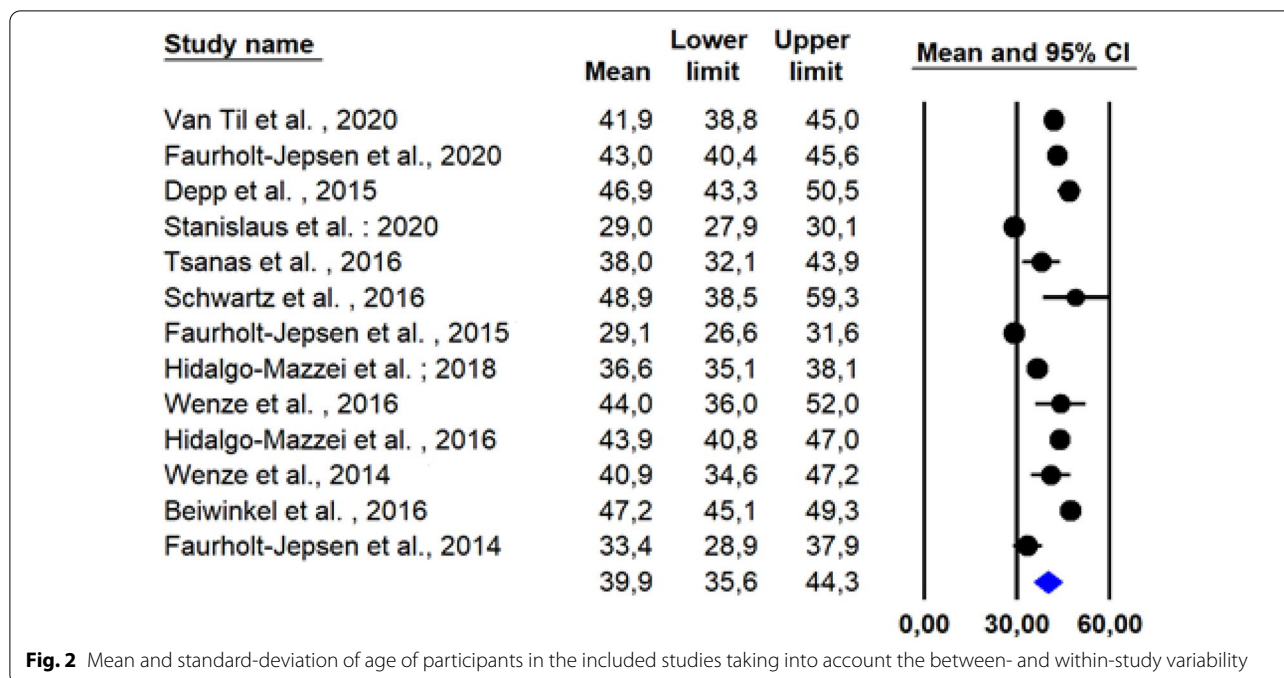 Study name Mean Lower limit Upper limit Mean and 95% CI
Van Til et al. , 2020 41,9 38,8 45,0
Faurholt-Jepsen et al., 2020 43,0 40,4 45,6
Depp et al. , 2015 46,9 43,3 50,5
Stanislaus et al. : 2020 29,0 27,9 30,1
Tsanas et al. , 2016 38,0 32,1 43,9
Schwartz et al. , 2016 48,9 38,5 59,3
Faurholt-Jepsen et al. , 2015 29,1 26,6 31,6
Hidalgo-Mazzei et al. ; 2018 36,6 35,1 38,1
Wenze et al. , 2016 44,0 36,0 52,0
Hidalgo-Mazzei et al. , 2016 43,9 40,8 47,0
Wenze et al., 2014 40,9 34,6 47,2
Beiwinkel et al. , 2016 47,2 45,1 49,3
Faurholt-Jepsen et al., 2014 33,4 28,9 37,9
39,9 35,6 44,3
0,00 30,00 60,00
Fig. 2 Mean and standard-deviation of age of participants in the included studies taking into account the between- and within-study variability